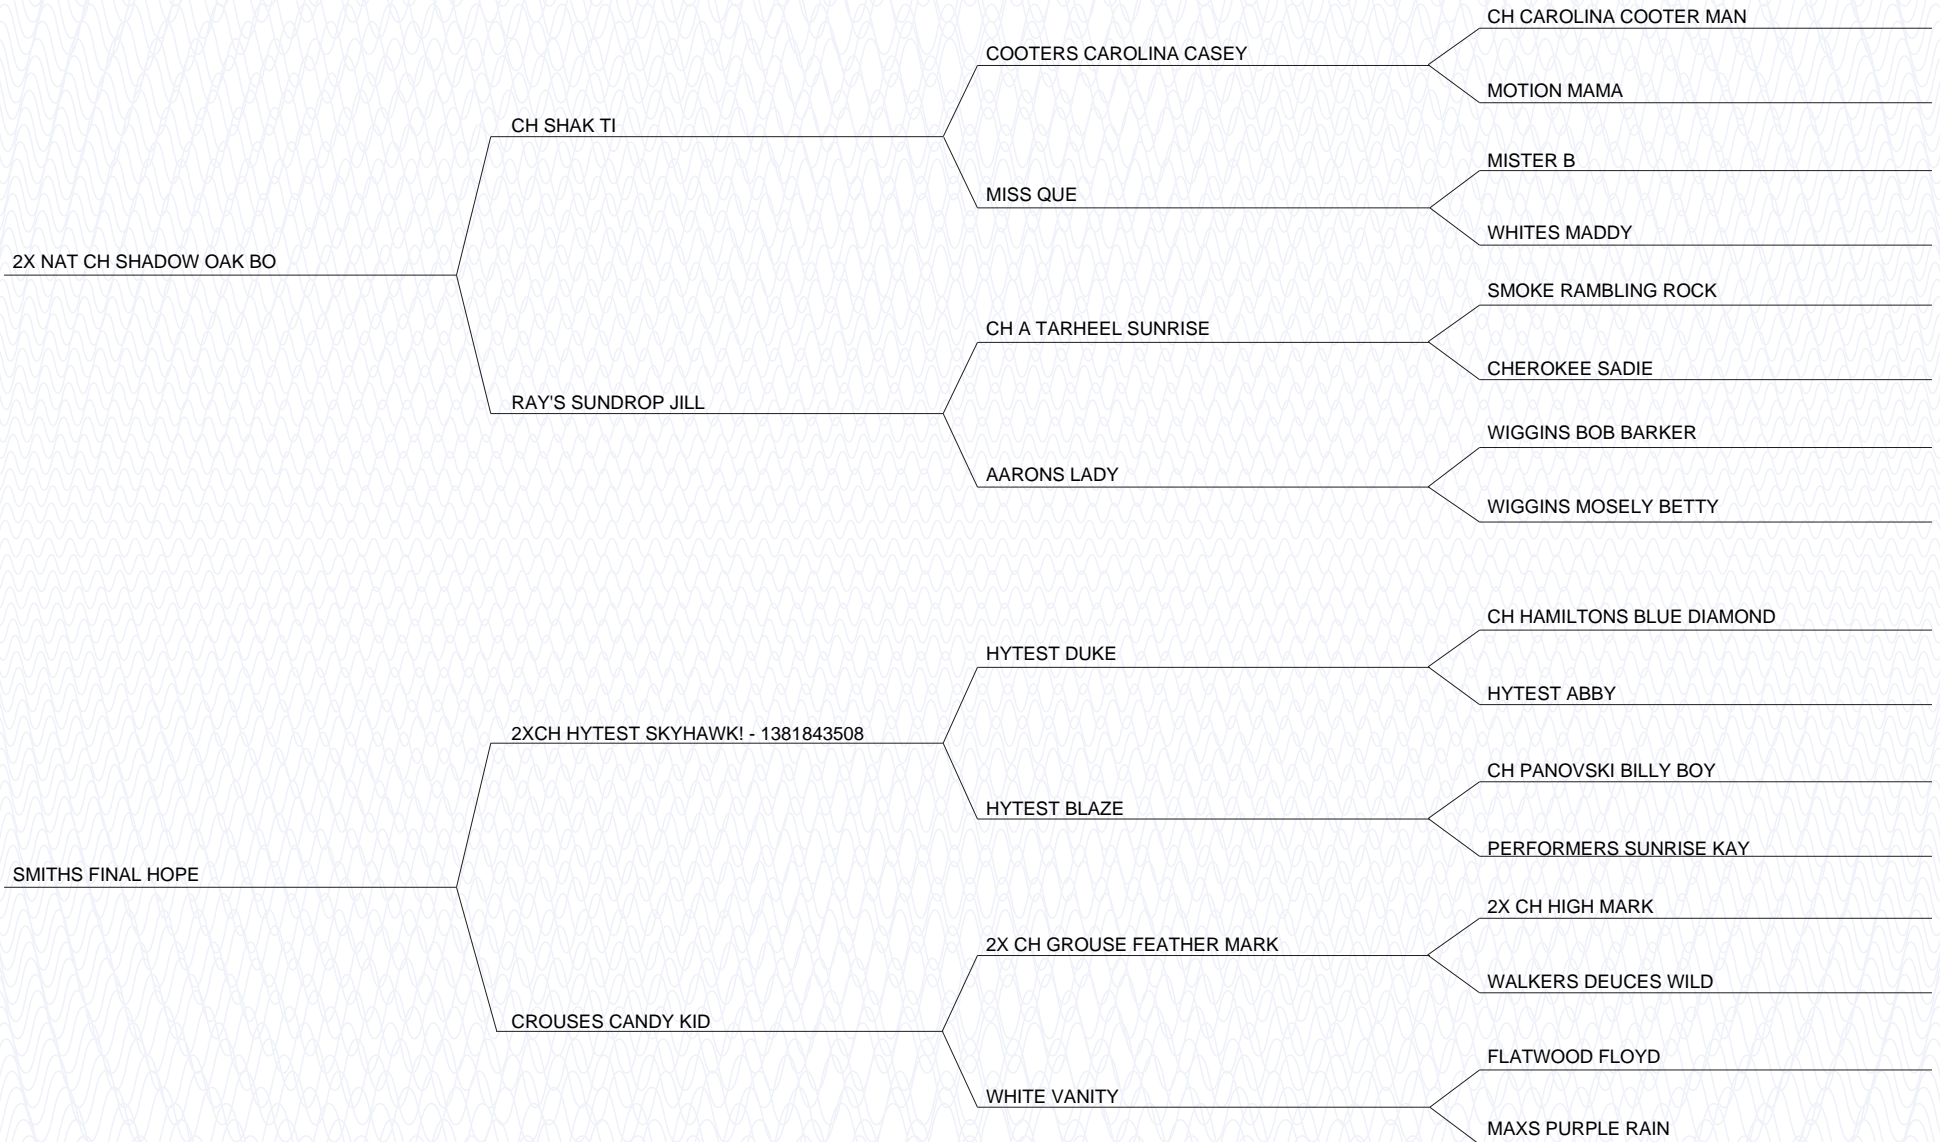 CH CAROLINA COOTER MAN
COOTERS CAROLINA CASEY
MOTION MAMA
CH SHAK TI
MISTER B
MISS QUE
WHITES MADDY
2X NAT CH SHADOW OAK BO
SMOKE RAMBLING ROCK
CH A TARHEEL SUNRISE
CHEROKEE SADIE
RAY'S SUNDROP JILL
WIGGINS BOB BARKER
AARONS LADY
WIGGINS MOSELY BETTY
CH HAMILTONS BLUE DIAMOND
HYTEST DUKE
HYTEST ABBY
2XCH HYTEST SKYHAWK! - 1381843508
CH PANOVSKI BILLY BOY
HYTEST BLAZE
PERFORMERS SUNRISE KAY
SMITHS FINAL HOPE
2X CH HIGH MARK
2X CH GROUSE FEATHER MARK
WALKERS DEUCES WILD
CROUSES CANDY KID
FLATWOOD FLOYD
WHITE VANITY
MAXS PURPLE RAIN